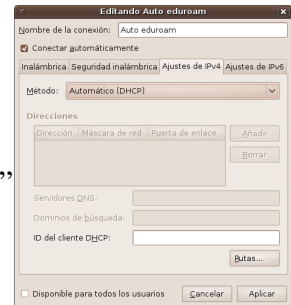 Editando Auto eduroam
Nombre de la conexión: Auto eduroam
Conectar automáticamente
Inalámbrica Seguridad inalámbrica Ajustes de IPv4 Ajustes de IPv6
Método: Automático (DHCP)
Direcciones
Dirección Máscara de red Puerta de enlace Añadir
Borrar
”
Servidores DNS:
Dominios de búsqueda:
ID del cliente DHCP:
Rutas...
Disponible para todos los usuarios Cancelar Aplicar